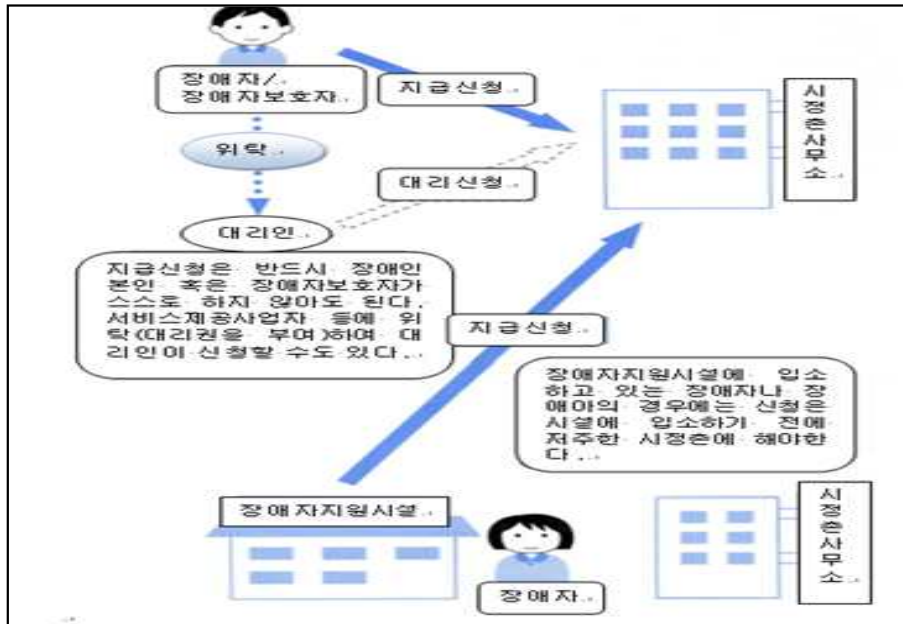 장애자/
장애자보호자
지급신청
시정촌사무소
위탁
대리신청
대리인
지급신청은 반드시 장애인
본인 혹은 장애자보호자가
스스로 하지 않아도 된다.
서비스제공사업자 등에 위
탁(대리권을 부여)하여 대
리인이 신청할 수도 있다.
지급신청
장애자지원시설에 입소
하고 있는 장애자나 장
애아의 경우에는 신청은
시설에 입소하기 전에
저주한 시정촌에 해야한
다.
장애자지원시설
시정촌사무소
장애자